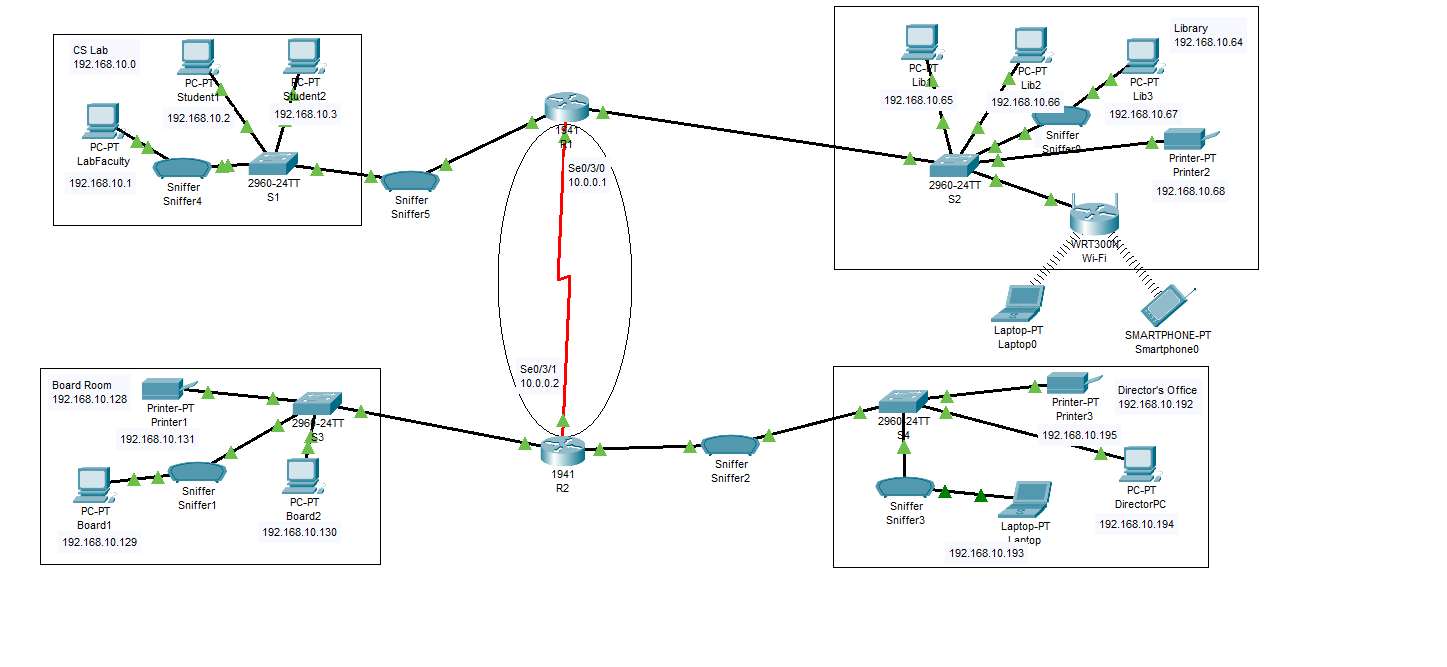 CS Lab
192.168.10.0
PC-PT
Student1
192.168.10.2
PC-PT
Student2
192.168.10.3
PC-PT
LabFaculty
192.168.10.1
Sniffer
Sniffer4
2960-24TT
S1
Sniffer
Sniffer5
1941
R1
Se0/3/0
10.0.0.1
Library
192.168.10.64
PC-PT
Lib1
192.168.10.65
PC-PT
Lib2
192.168.10.66
PC-PT
Lib3
192.168.10.67
Sniffer
Sniffer0
Printer-PT
Printer2
192.168.10.68
2960-24TT
S2
WRT300N
Wi-Fi
Laptop-PT
Laptop0
SMARTPHONE-PT
Smartphone0
Board Room
192.168.10.128
Printer-PT
Printer1
192.168.10.131
2960-24TT
S3
Sniffer
Sniffer1
PC-PT
Board1
192.168.10.129
PC-PT
Board2
192.168.10.130
Se0/3/1
10.0.0.2
1941
R2
Sniffer
Sniffer2
Director's Office
192.168.10.192
Printer-PT
Printer3
192.168.10.195
2960-24TT
S4
Sniffer
Sniffer3
Laptop-PT
Laptop
192.168.10.193
PC-PT
DirectorPC
192.168.10.194